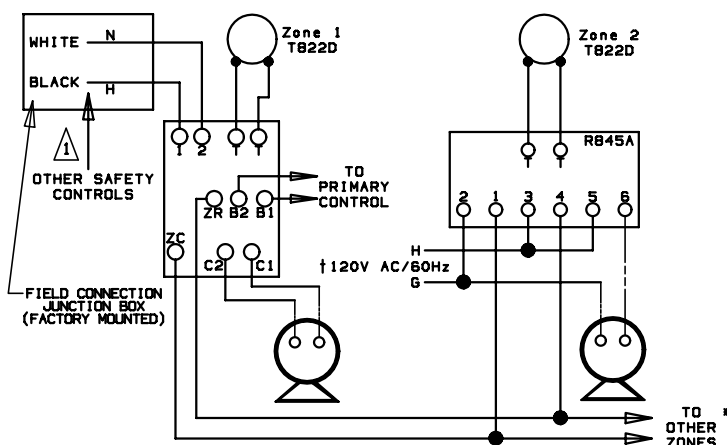 WHITE N
BLACK H
1
OTHER SAFETY
CONTROLS
FIELD CONNECTION
JUNCTION BOX
(FACTORY MOUNTED)
Zone 1
T822D
1 2 T T
ZR B2 B1
TO
PRIMARY
CONTROL
ZC
C2 C1
Zone 2
T822D
R845A
T T
2 1 3 4 5 6
H
†120V AC/60Hz
G
TO *
OTHER
ZONES